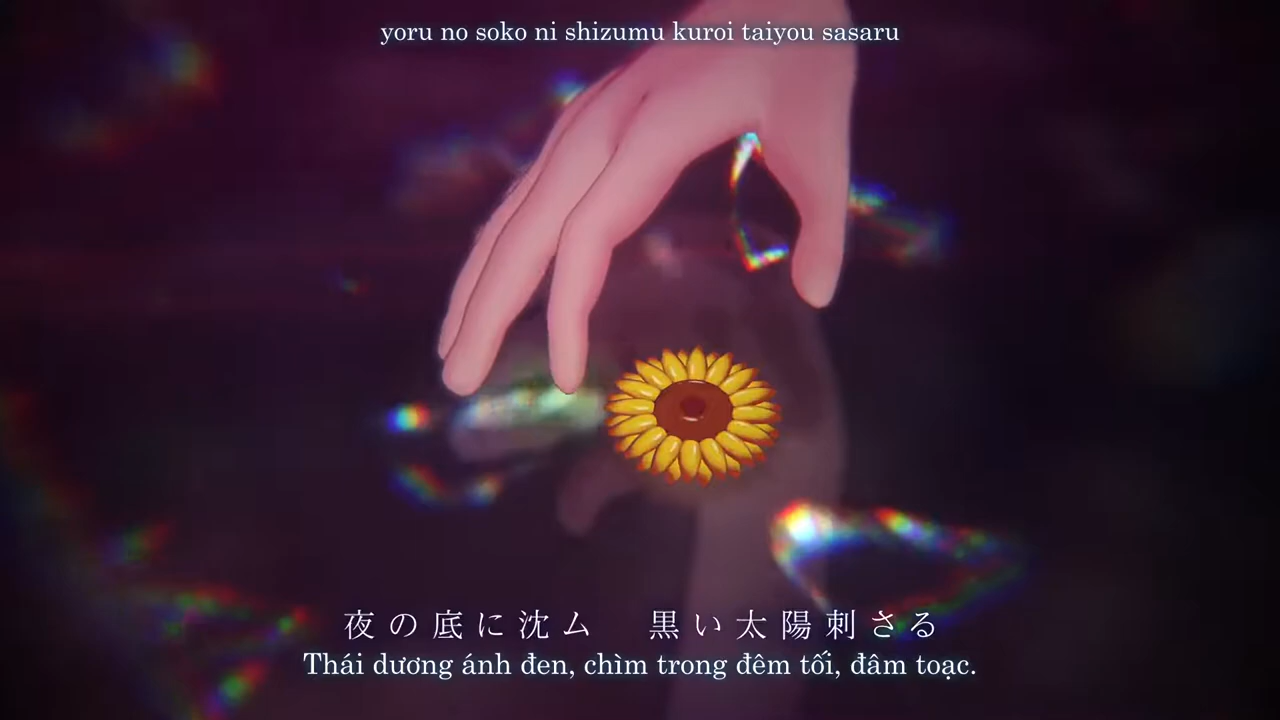 yoru no soko ni shizumu kuroi taiyou sasaru
夜の底に沈ム　黒い太陽刺さる
Thái dương ánh đen, chìm trong đêm tối, đâm toạc.